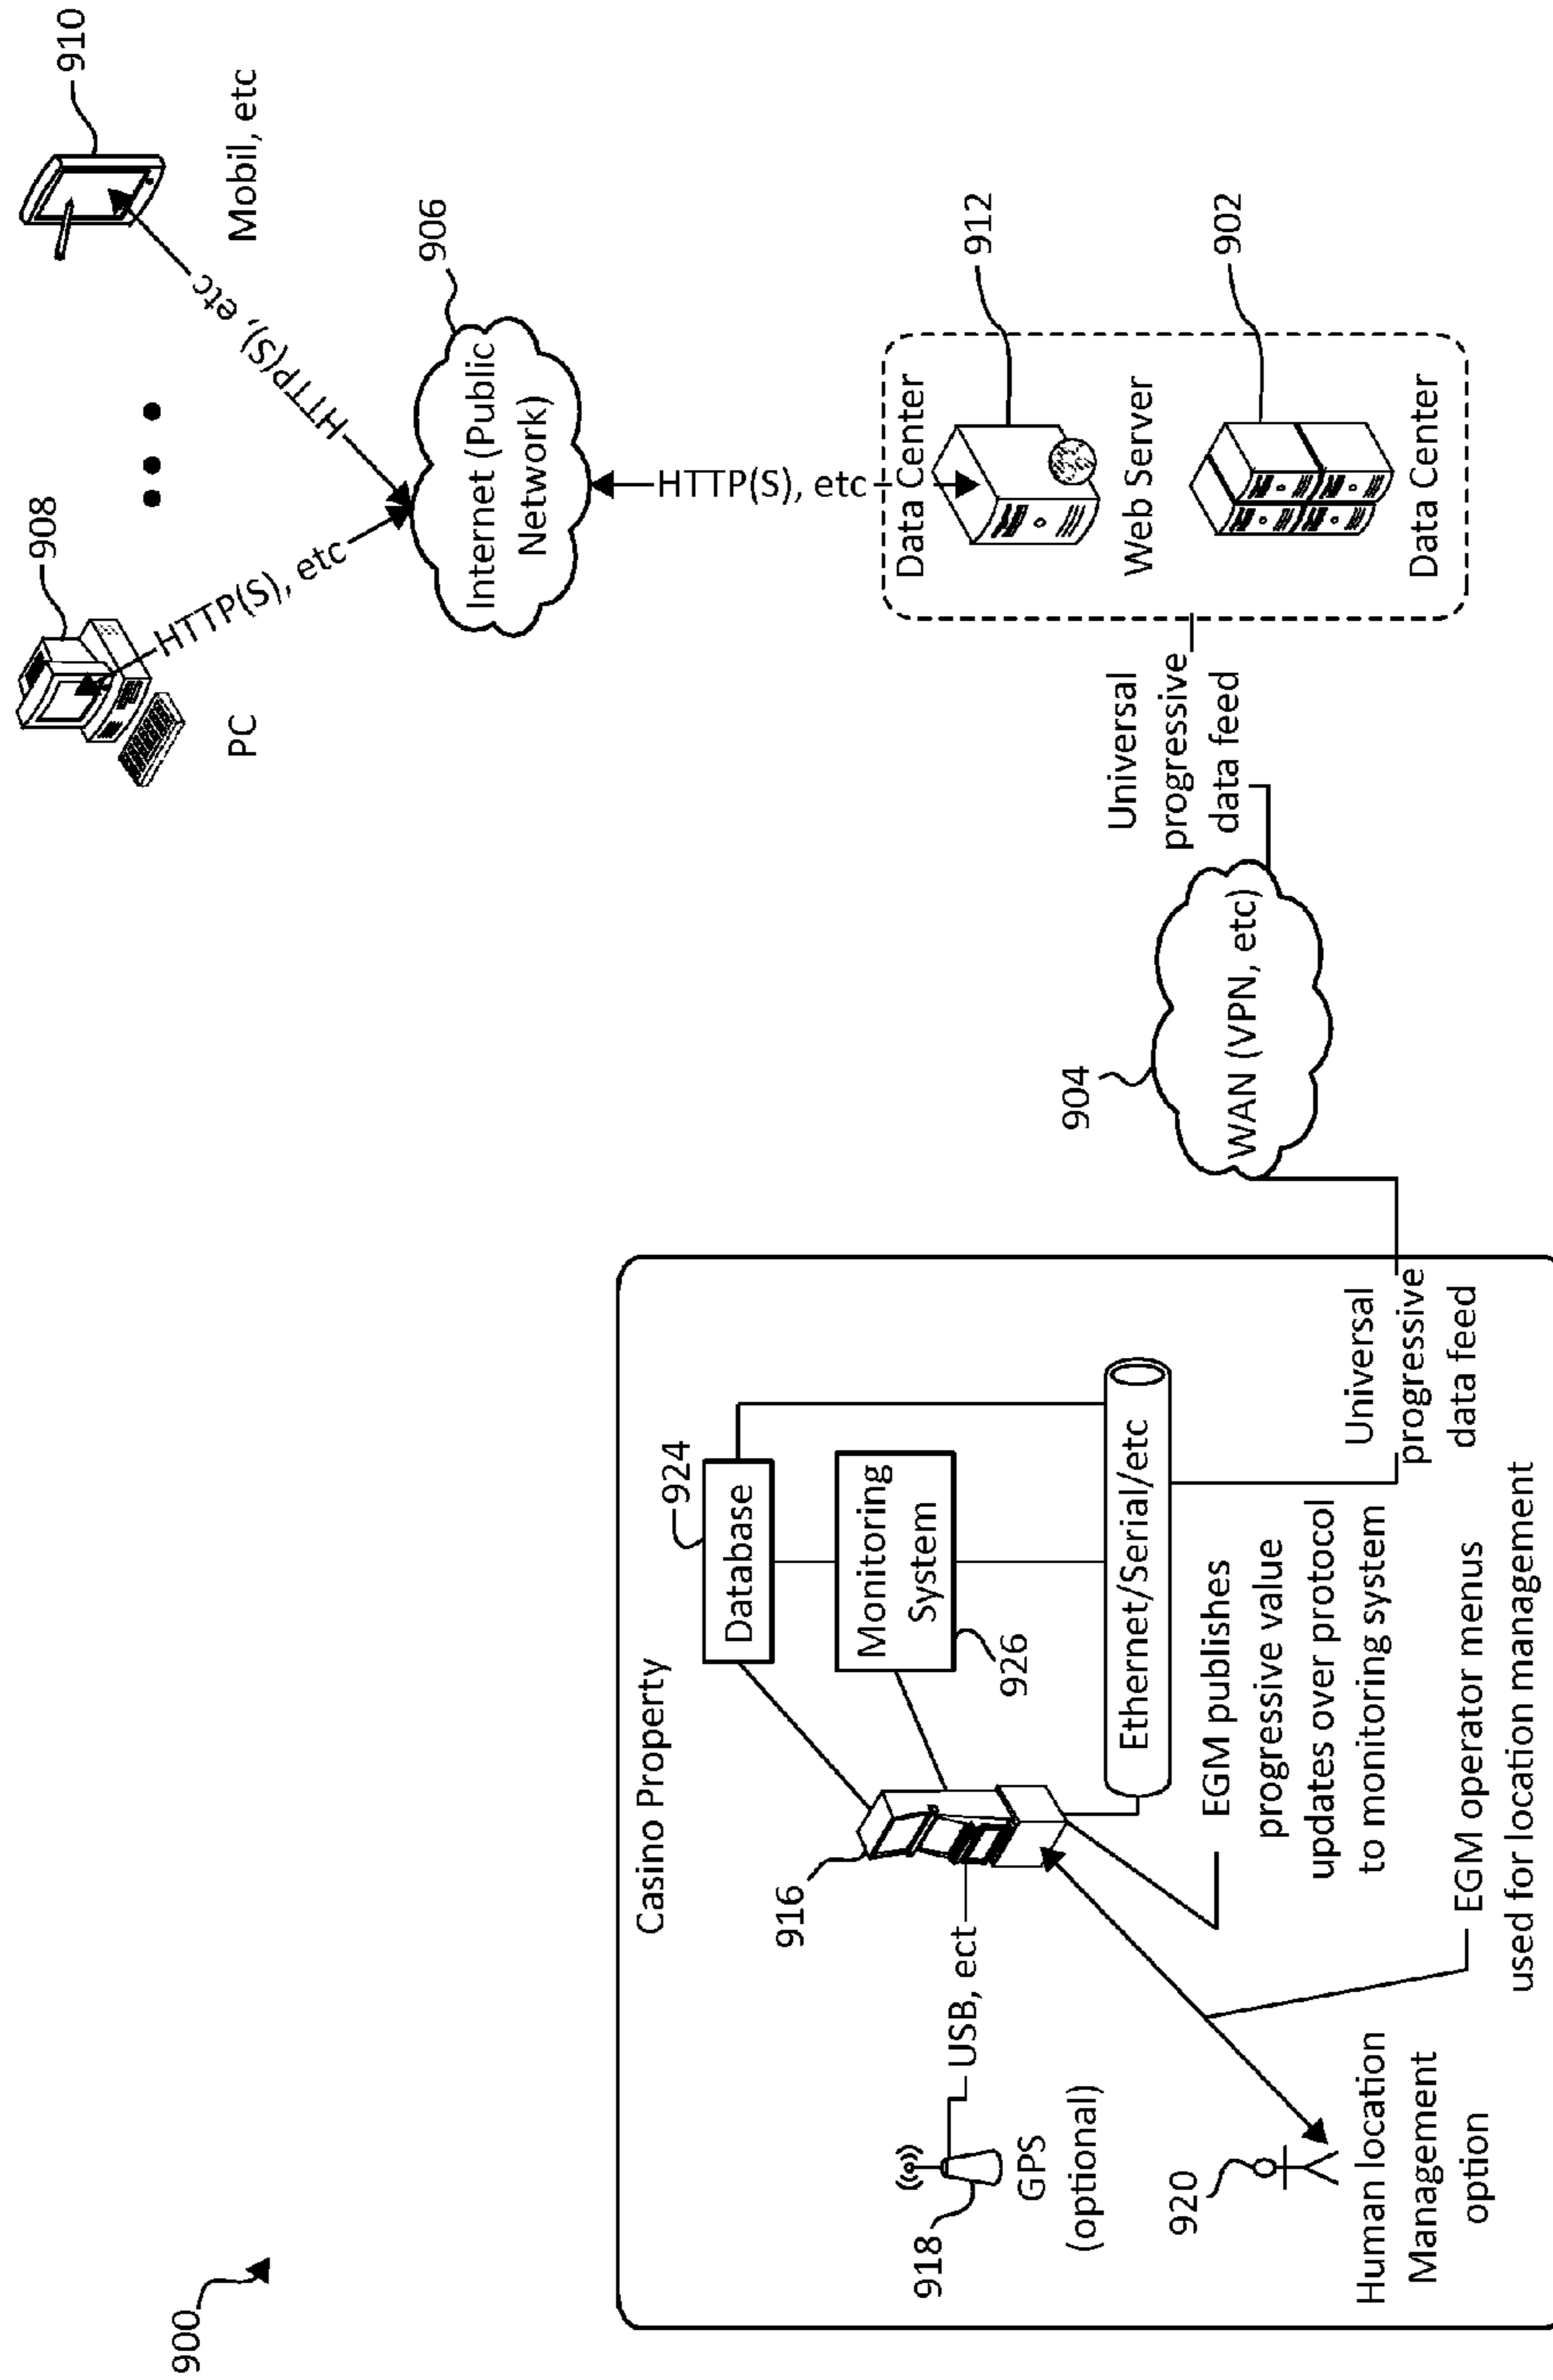 900
908
PC
HTTP(S), etc
910
Mobil, etc
HTTP(S), etc
906
Internet (Public
Network)
HTTP(S), etc
Data Center
912
Web Server
902
Data Center
Universal
progressive
data feed
904
WAN (VPN, etc)
Casino Property
924
Database
Monitoring
System
926
916
USB, ect
918
GPS
(optional)
Ethernet/Serial/etc
EGM publishes
progressive value
updates over protocol
to monitoring system
Universal
progressive
data feed
920
Human location
Management
option
EGM operator menus
used for location management